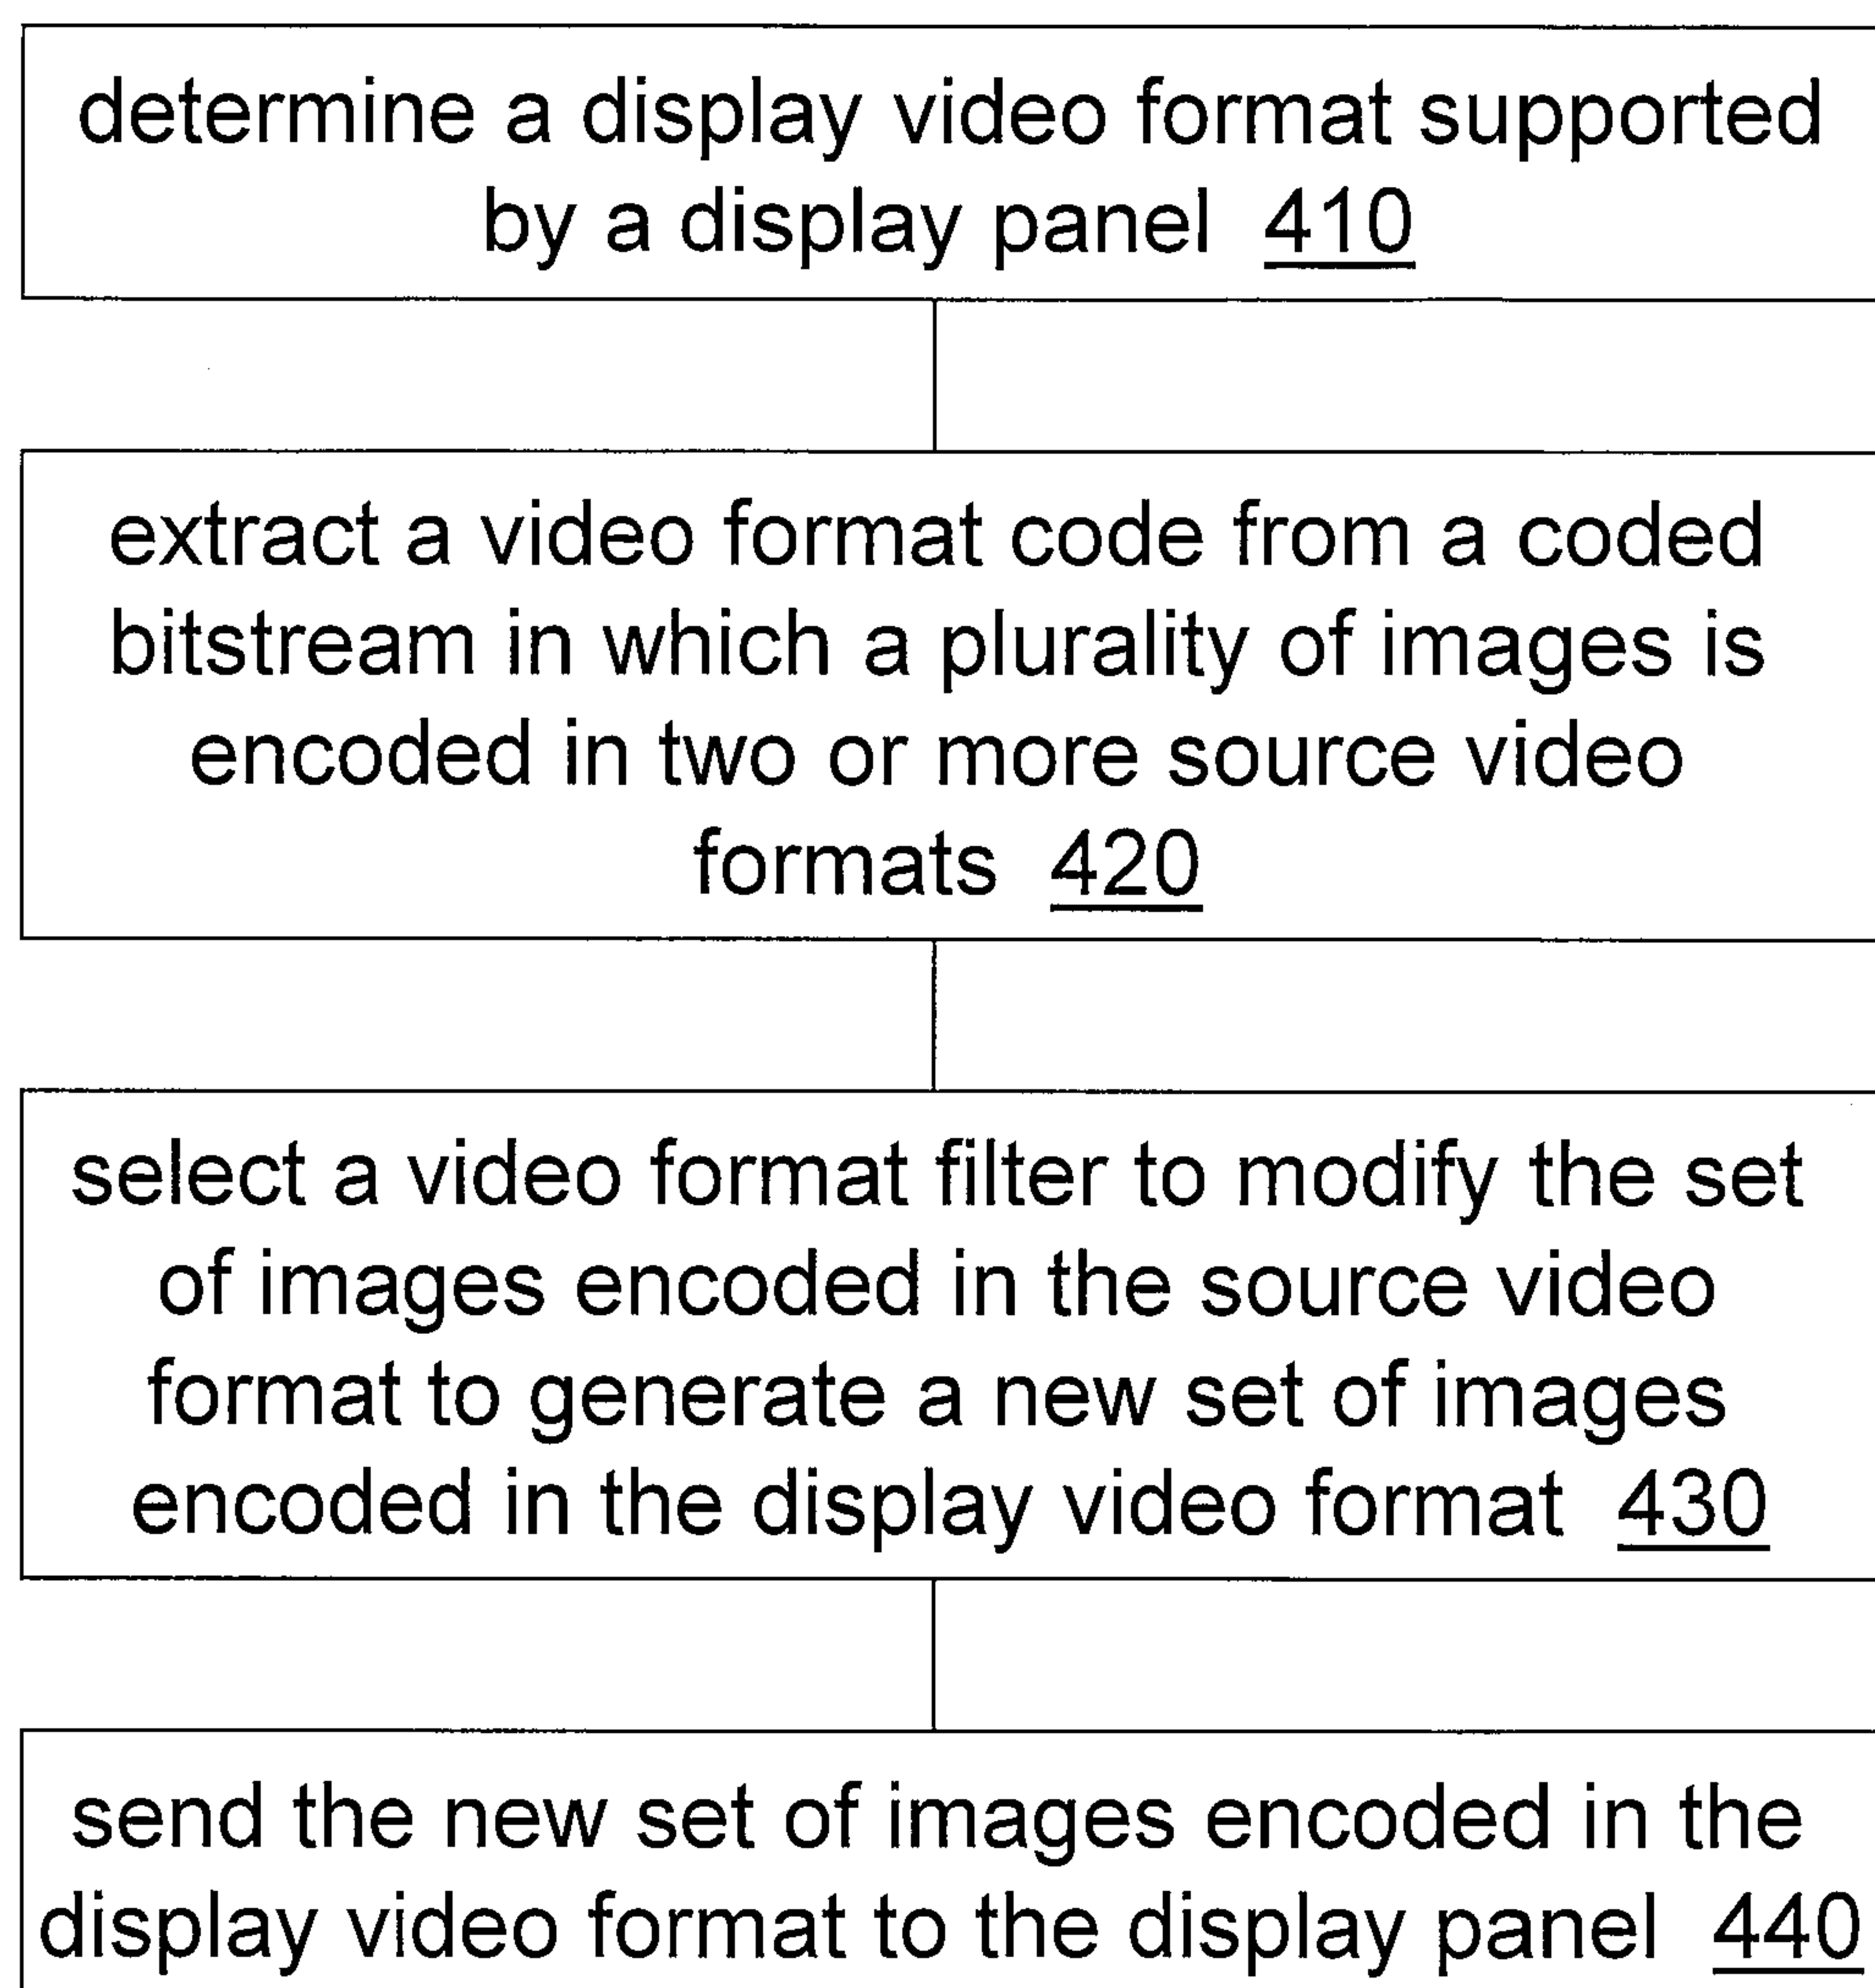 determine a display video format supported
by a display panel 410
extract a video format code from a coded
bitstream in which a plurality of images is
encoded in two or more source video
formats 420
select a video format filter to modify the set
of images encoded in the source video
format to generate a new set of images
encoded in the display video format 430
send the new set of images encoded in the
display video format to the display panel 440